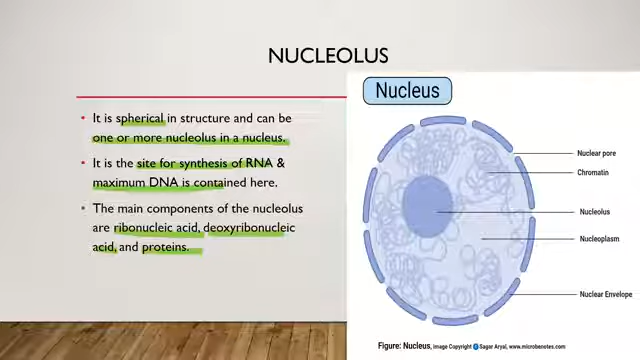 NUCLEOLUS
• It is spherical in structure and can be
one or more nucleolus in a nucleus.
• It is the site for synthesis of RNA &
maximum DNA is contained here.
• The main components of the nucleolus
are ribonucleic acid, deoxyribonucleic
acid, and proteins.
Nucleus
Nuclear pore
Chromatin
Nucleolus
Nucleoplasm
Nuclear Envelope
Figure: Nucleus, Image Copyright Sagar Aryal, www.microbenotes.com